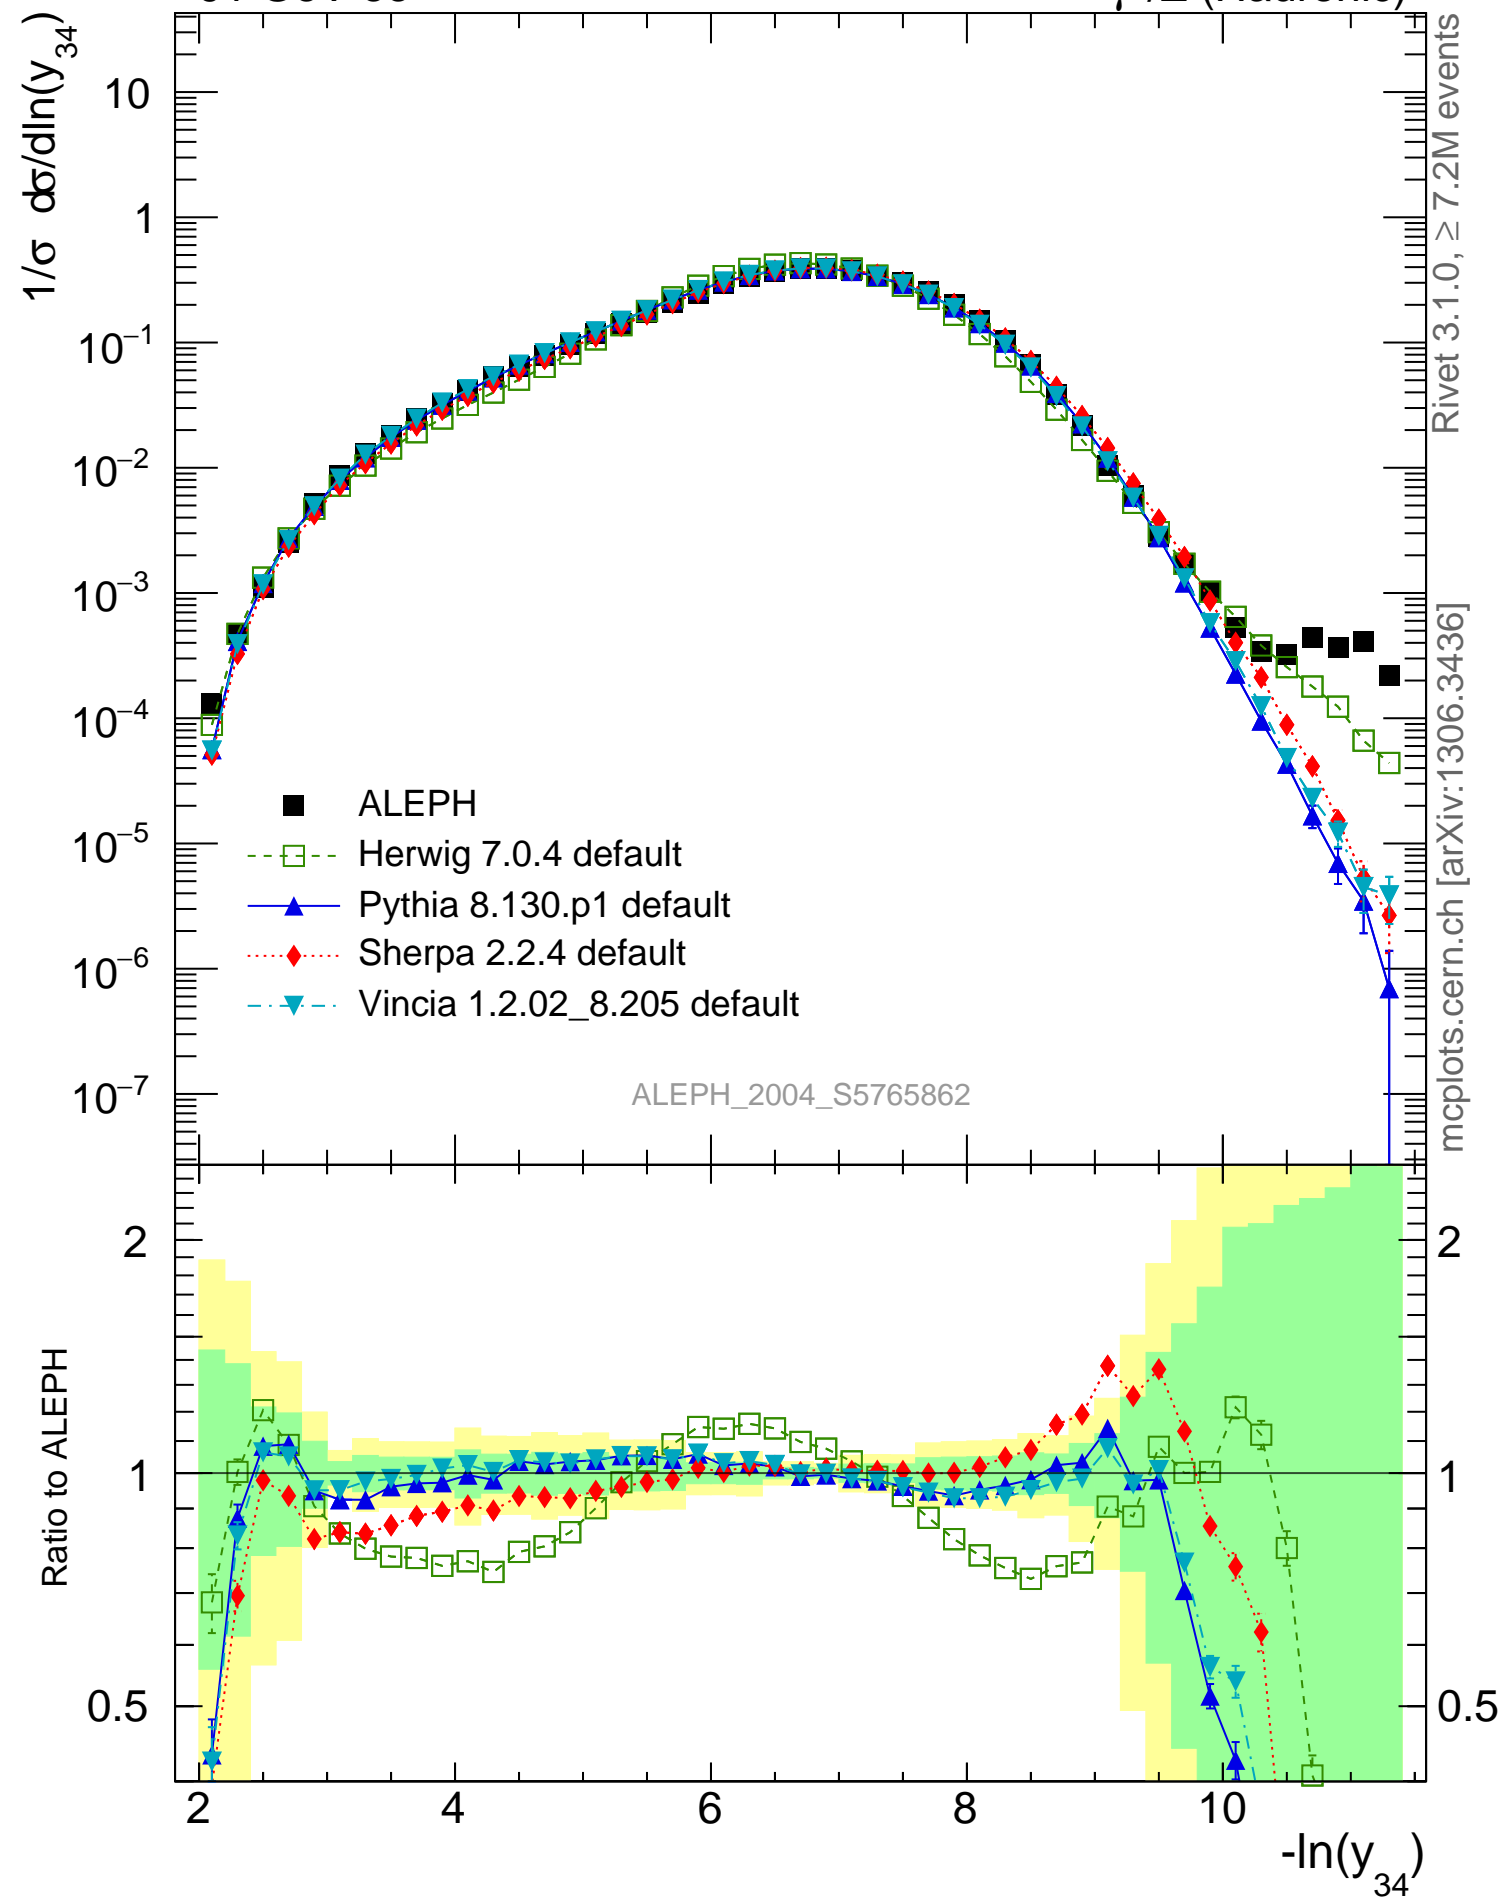 γ*/Z (Hadronic)
1/σ dσ/dln(y34)
10
1
10−1
10−2
10−3
10−4
10−5
10−6
10−7
ALEPH
Herwig 7.0.4 default
Pythia 8.130.p1 default
Sherpa 2.2.4 default
Vincia 1.2.02_8.205 default
ALEPH_2004_S5765862
Rivet 3.1.0, ≥ 7.2M events
mcplots.cern.ch [arXiv:1306.3436]
Ratio to ALEPH
2
1
0.5
2
1
0.5
2 4 6 8 10
-ln(y34)